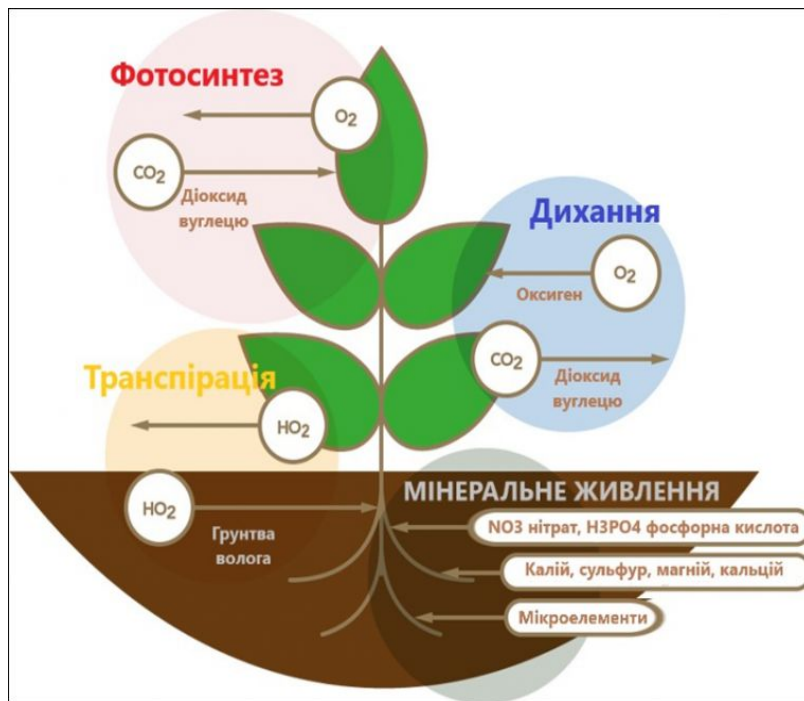 Фотосинтез
O2
CO2
Діоксид
вуглецю
Дихання
O2
Оксиген
CO2
Діоксид
вуглецю
Транспірація
HO2
HO2
Грунтва
волога
МІНЕРАЛЬНЕ ЖИВЛЕННЯ
NO3 нітрат, H3PO4 фосфорна кислота
Калій, сульфур, магній, кальцій
Мікроелементи